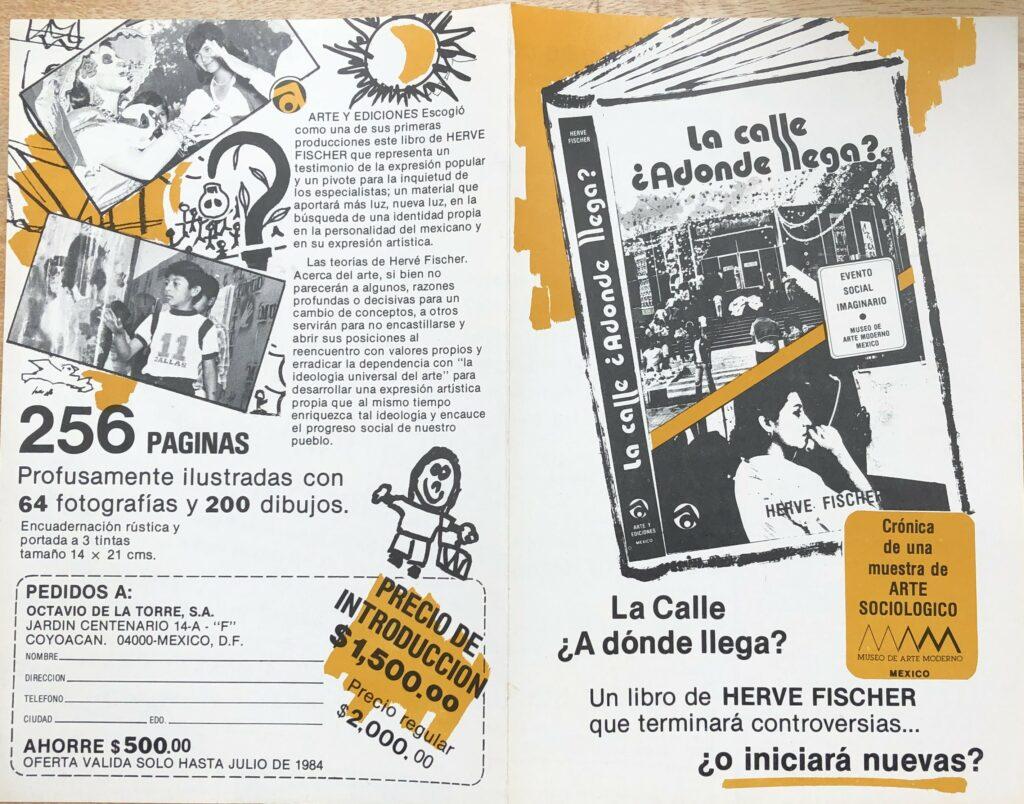 ARTE Y EDICIONES Escogió
como una de sus primeras
producciones este libro de HERVE
FISCHER que representa un
testimonio de la expresión popular
y un pivote para la inquietud de
los especialistas; un material que
aportará más luz, nueva luz, en la
búsqueda de una identidad propia
en la personalidad del mexicano y
en su expresión artística.
Las teorías de Hervé Fischer.
Acerca del arte, si bien no
parecerán a algunos, razones
profundas o decisivas para un
cambio de conceptos, a otros
servirán para no encastillarse y
abrir sus posiciones al
reencuentro con valores propios y
erradicar la dependencia con "la
ideología universal del arte" para
desarrollar una expresión artística
propia que al mismo tiempo
enriquezca tal ideología y encauce
el progreso social de nuestro
pueblo.
DALLAS
256 PAGINAS
Profusamente ilustradas con
64 fotografías y 200 dibujos.
Encuadernación rústica y
portada a 3 tintas
tamaño 14 × 21 cms.
PEDIDOS A:
OCTAVIO DE LA TORRE, S.A.
JARDIN CENTENARIO 14-A - "F"
COYOACAN. 04000-MEXICO, D.F.
NOMBRE
DIRECCION
TELEFONO
CIUDAD EDO.
AHORRE $500.00
OFERTA VALIDA SOLO HASTA JULIO DE 1984
PRECIO DE
INTRODUCCION
$1,500.00
Precio regular
$2,000.00
HERVE
FISCHER
La calle ¿Adonde llega?
ARTE Y
EDICIONES
MEXICO
La calle
¿Adonde llega?
EVENTO
SOCIAL
IMAGINARIO
•
MUSEO DE
ARTE MODERNO
MEXICO
HERVE FISCHER
Crónica
de una
muestra de
ARTE
SOCIOLOGICO
MUSEO DE ARTE MODERNO
MEXICO
La Calle
¿A dónde llega?
Un libro de HERVE FISCHER
que terminará controversias...
¿o iniciará nuevas?